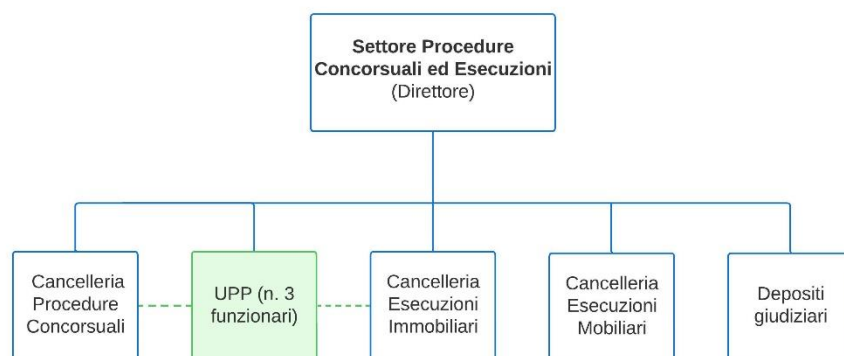 Settore Procedure
Concorsuali ed Esecuzioni
(Direttore)
Cancelleria
Procedure
Concorsuali
UPP (n. 3
funzionari)
Cancelleria
Esecuzioni
Immobiliari
Cancelleria
Esecuzioni
Mobiliari
Depositi
giudiziari